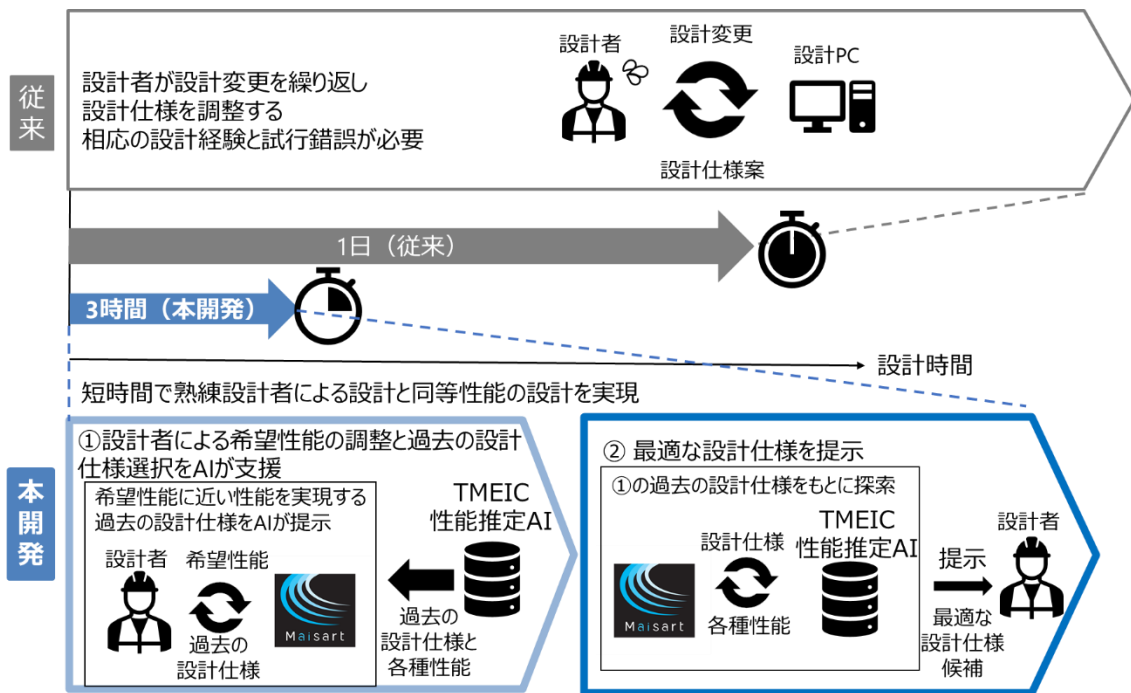 従来
設計者が設計変更を繰り返し
設計仕様を調整する
相応の設計経験と試行錯誤が必要
設計者
設計変更
設計PC
設計仕様案
1日（従来）
3時間（本開発）
設計時間
短時間で熟練設計者による設計と同等性能の設計を実現
本開発
①設計者による希望性能の調整と過去の設計
仕様選択をAIが支援
希望性能に近い性能を実現する
過去の設計仕様をAIが提示
設計者
希望性能
過去の
設計仕様
Maisart
TMEIC
性能推定AI
過去の
設計仕様と
各種性能
② 最適な設計仕様を提示
①の過去の設計仕様をもとに探索
Maisart
設計仕様
各種性能
TMEIC
性能推定AI
提示
最適な
設計仕様
候補
設計者